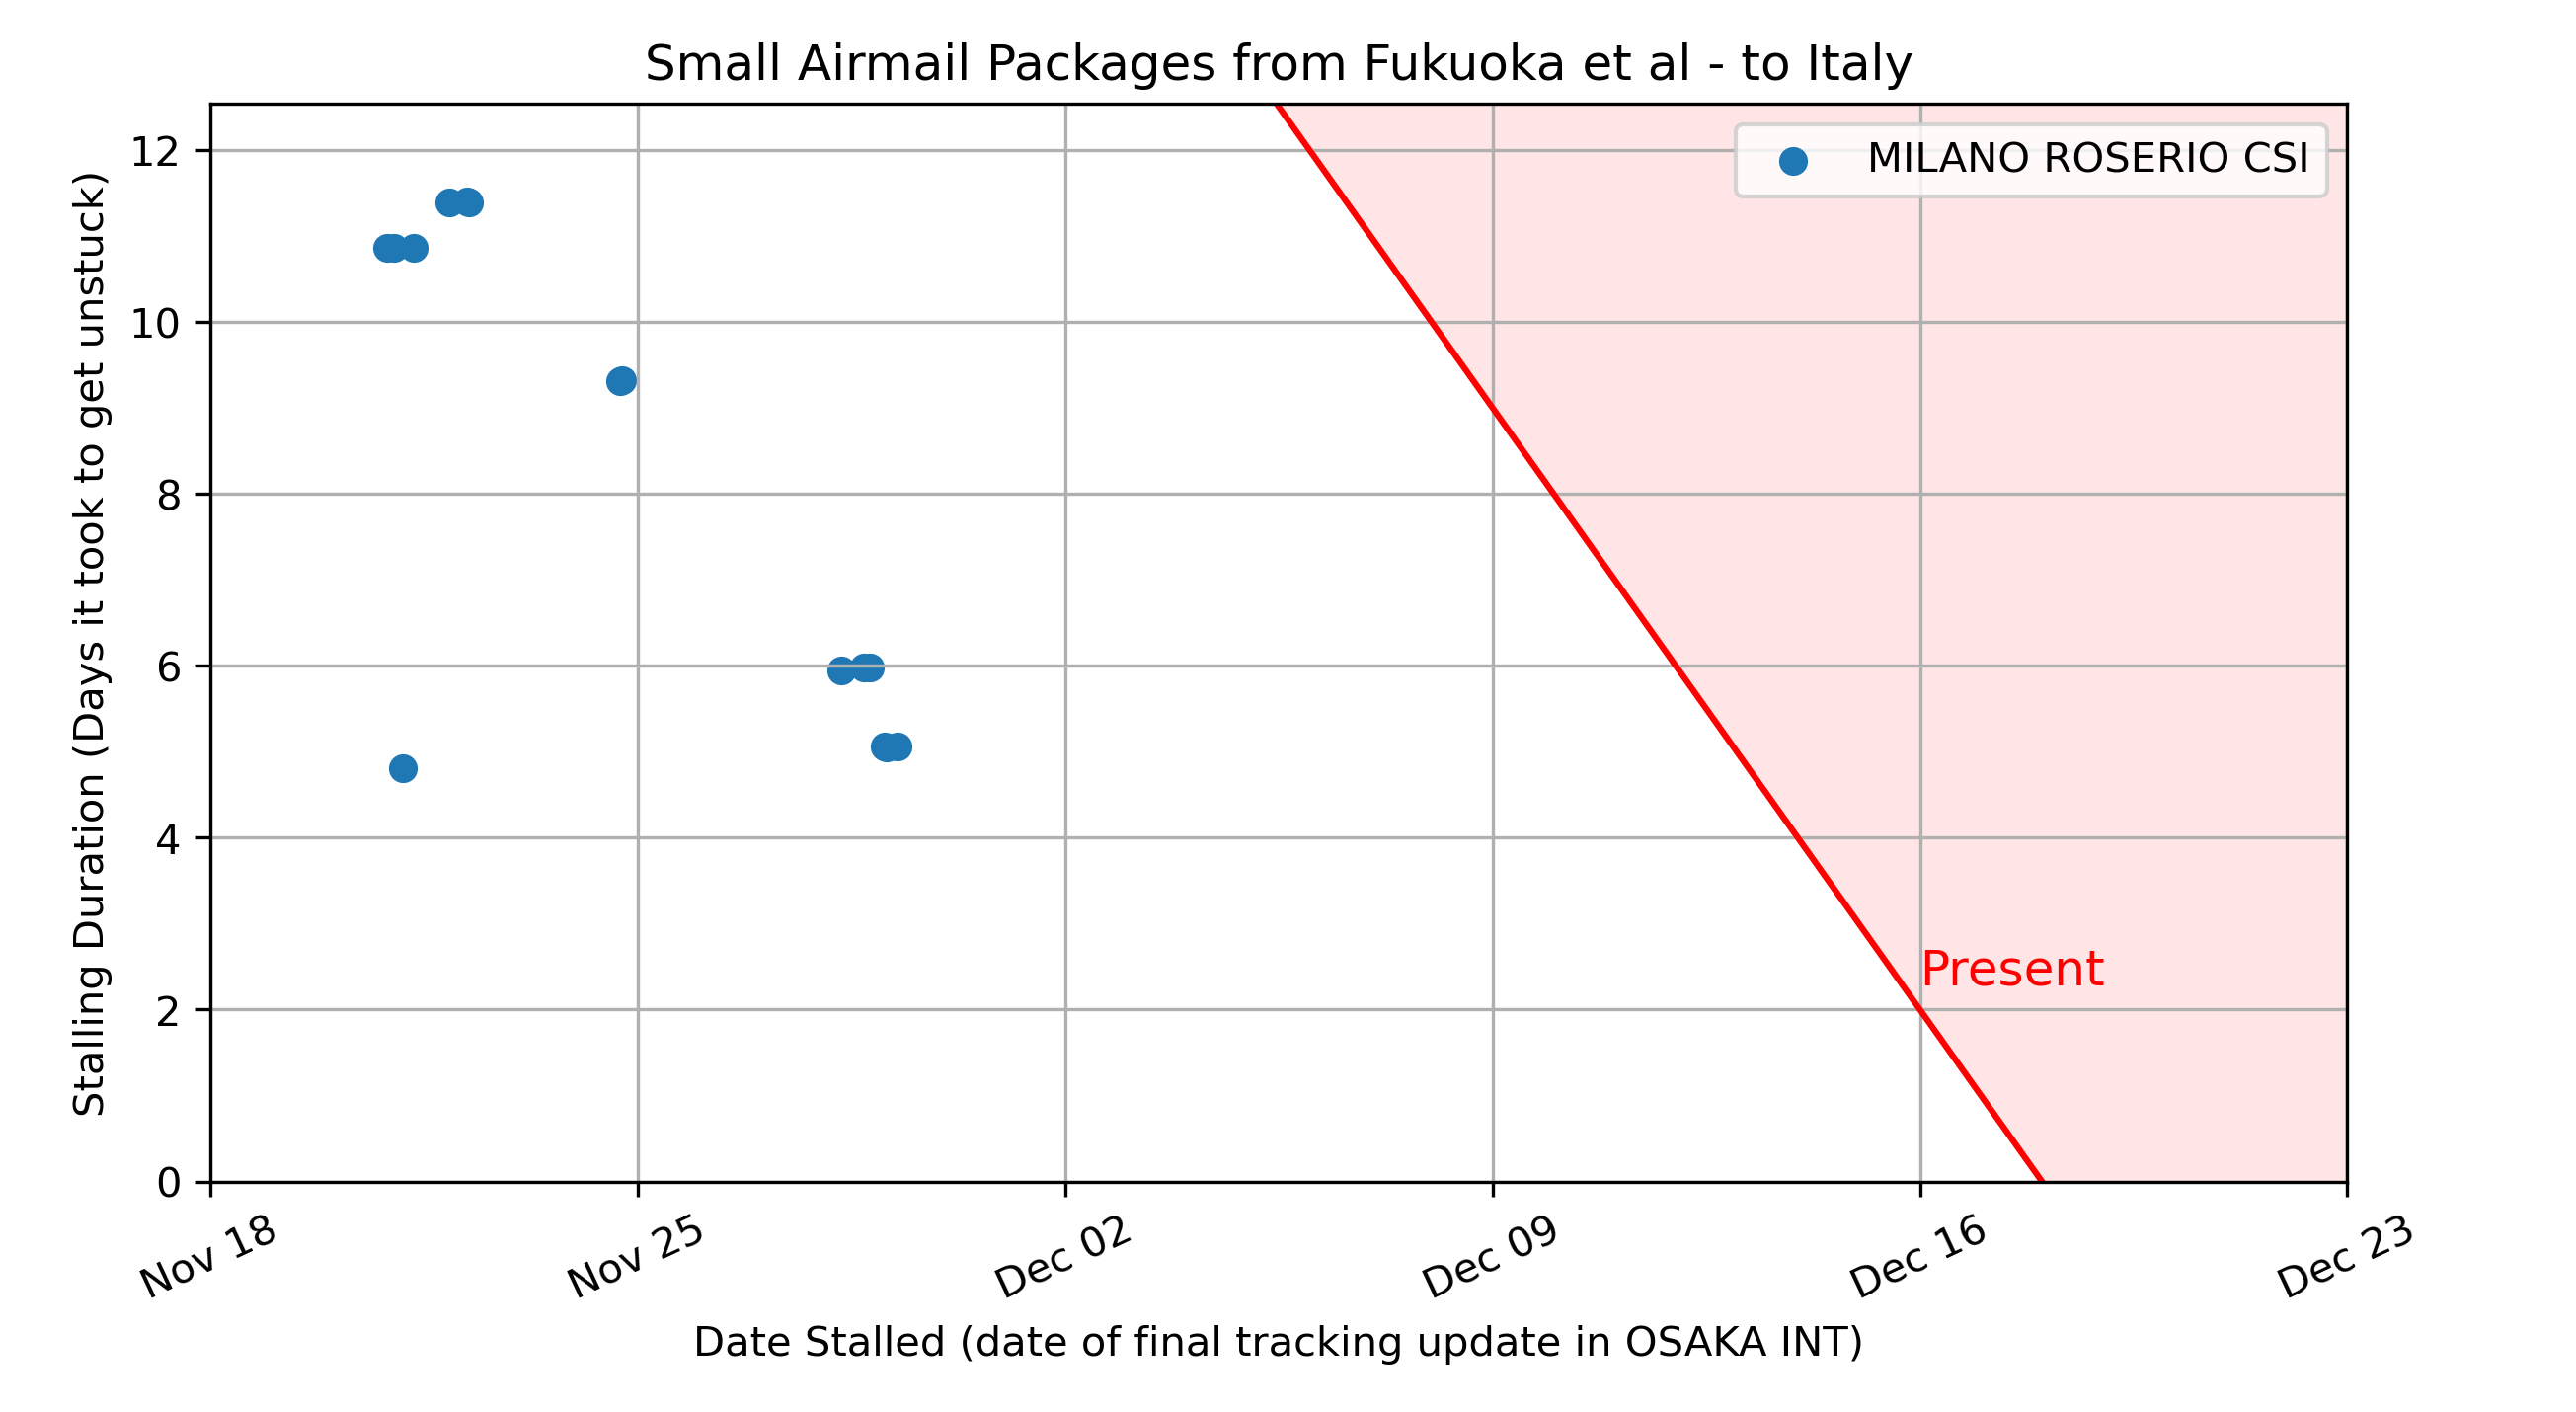 Small Airmail Packages from Fukuoka et al - to Italy
MILANO ROSERIO CSI
Stalling Duration (Days it took to get unstuck)
12
10
8
6
4
2
0
Present
Nov 18
Nov 25
Dec 02
Dec 09
Dec 16
Dec 23
Date Stalled (date of final tracking update in OSAKA INT)